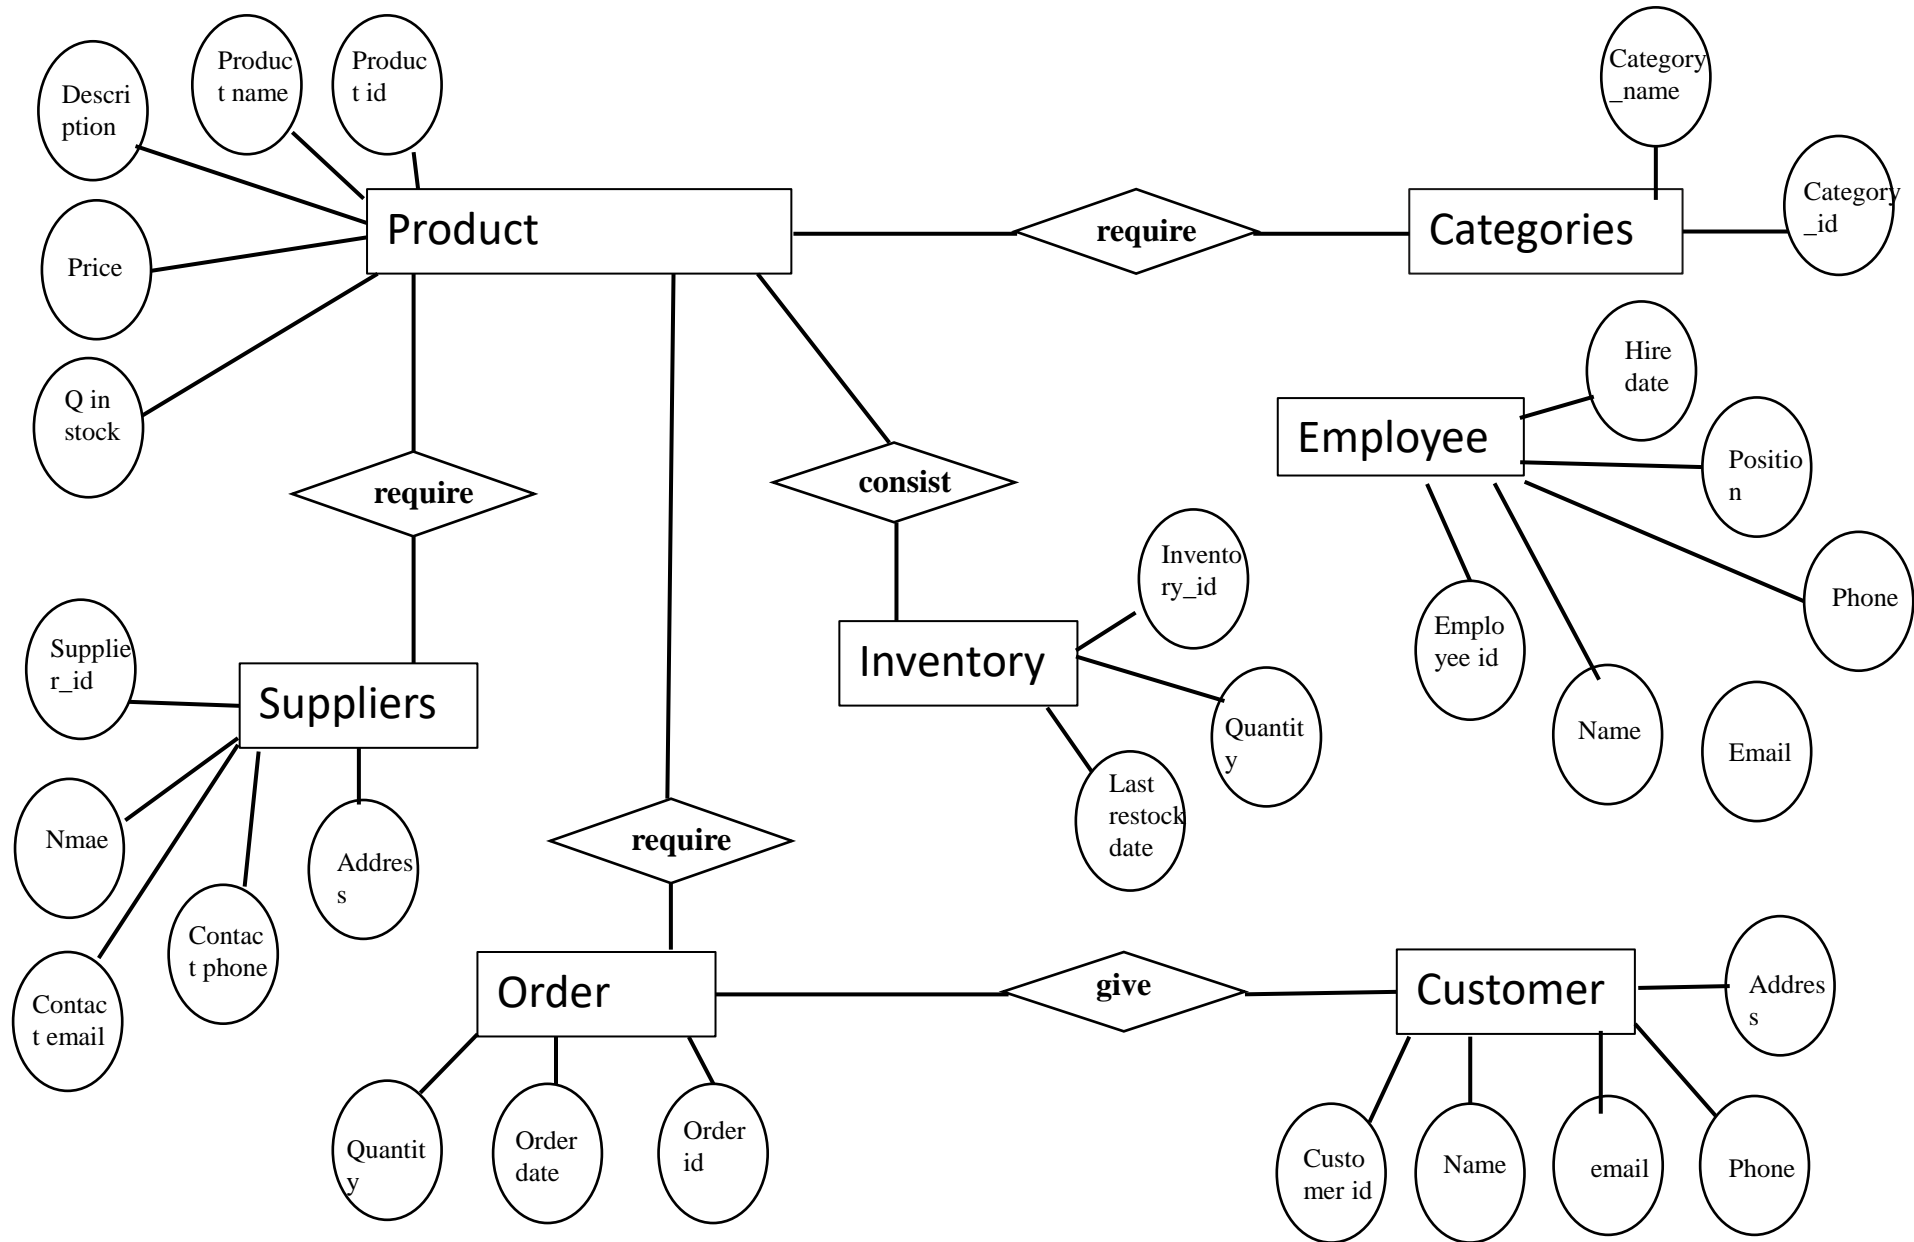 Produc
t name
Produc
t id
Descri
ption
Price
Q in
stock
Product
require
Categories
Category
_name
Category
_id
Employee
Hire
date
Positio
n
Phone
Emplo
yee id
Name
Email
require
consist
Invento
ry_id
Inventory
Quantit
y
Last
restock
date
Supplie
r_id
Suppliers
Nmae
Contac
t email
Contac
t phone
Addres
s
require
Order
give
Customer
Addres
s
Quantit
y
Order
date
Order
id
Custo
mer id
Name
email
Phone